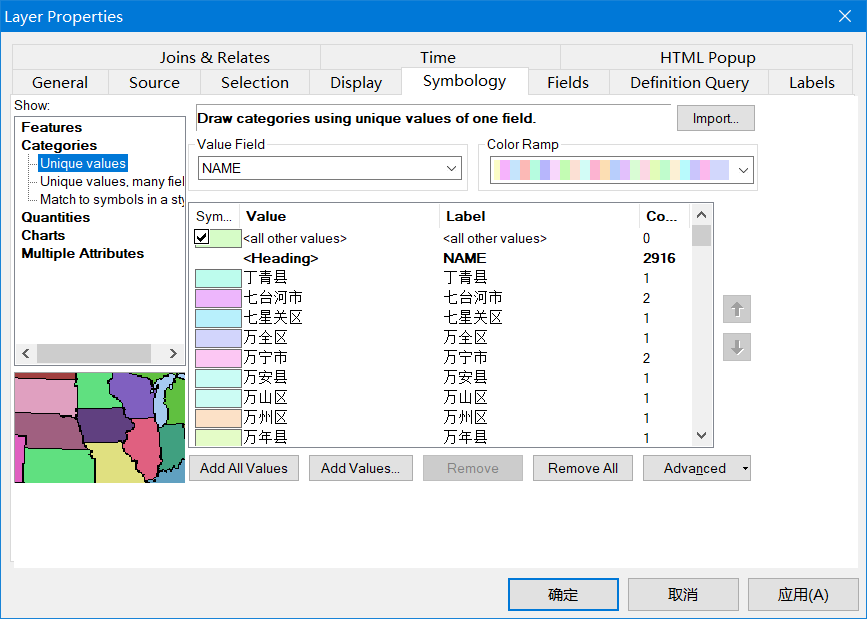 Layer Properties
Joins & Relates Time HTML Popup
General Source Selection Display Symbology Fields Definition Query Labels
Show:
Features
Categories
Unique values
Unique values, many fiel
Match to symbols in a sty
Quantities
Charts
Multiple Attributes
Draw categories using unique values of one field.
Import...
Value Field
NAME
Color Ramp
Sym... Value Label Co...
<all other values> <all other values> 0
<Heading> NAME 2916
丁青县 丁青县 1
七台河市 七台河市 2
七星关区 七星关区 1
万全区 万全区 1
万宁市 万宁市 2
万安县 万安县 1
万山区 万山区 1
万州区 万州区 1
万年县 万年县 1
Add All Values Add Values... Remove Remove All Advanced
确定 取消 应用(A)